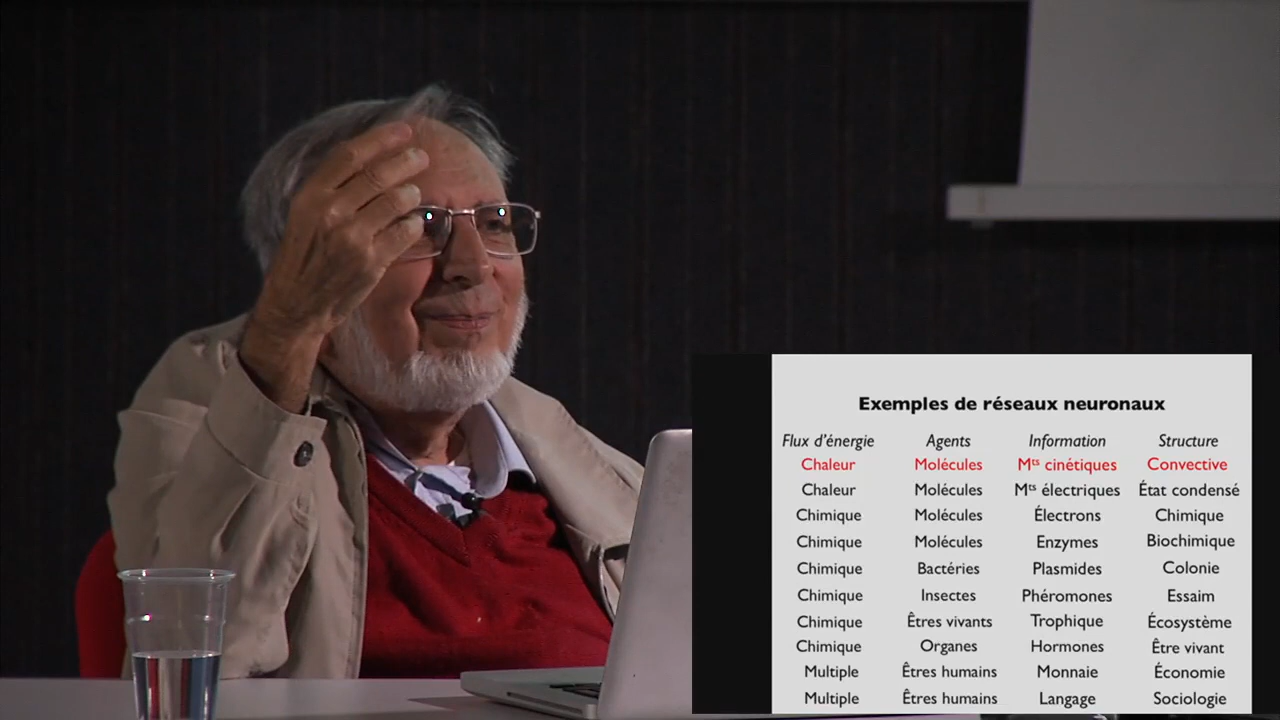 Exemples de réseaux neuronaux
Flux d'énergie Agents Information Structure
Chaleur Molécules Mts cinétiques Convective
Chaleur Molécules Mts électriques État condensé
Chimique Molécules Électrons Chimique
Chimique Molécules Enzymes Biochimique
Chimique Bactéries Plasmides Colonie
Chimique Insectes Phéromones Essaim
Chimique Êtres vivants Trophique Écosystème
Chimique Organes Hormones Être vivant
Multiple Êtres humains Monnaie Économie
Multiple Êtres humains Langage Sociologie